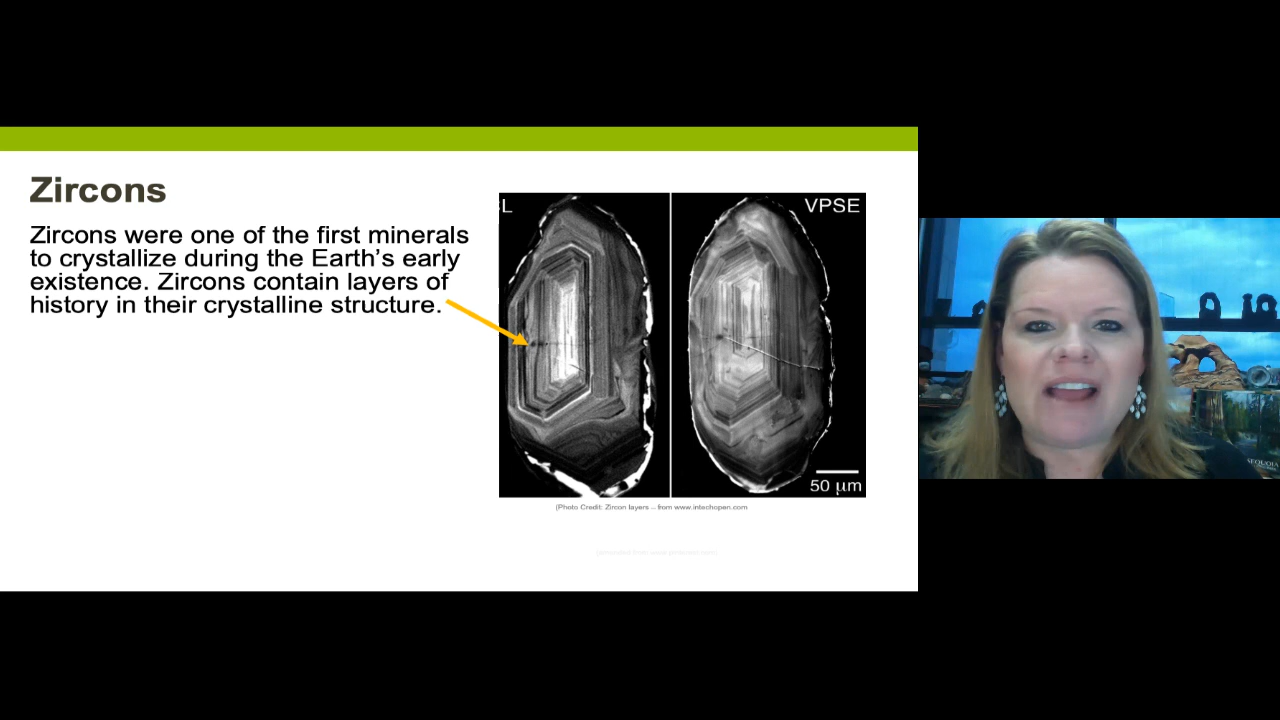 Zircons
Zircons were one of the first minerals
to crystallize during the Earth's early
existence. Zircons contain layers of
history in their crystalline structure.
L
VPSE
50 μm
(Photo Credit: Zircon layers -- from www.intechopen.com
SEQUOIA